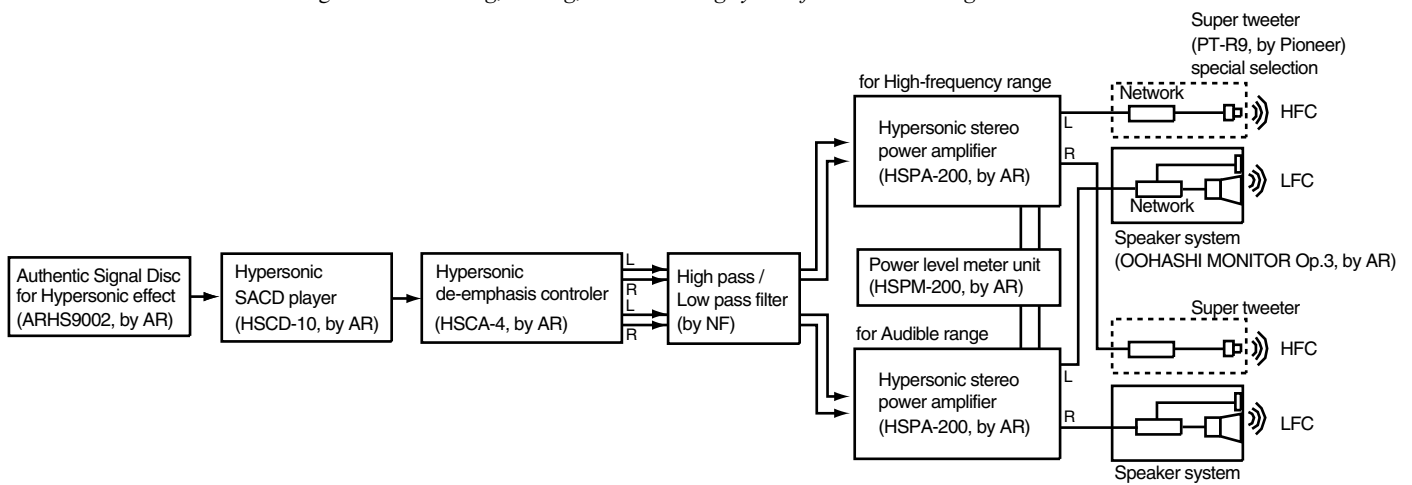 Super tweeter
(PT-R9, by Pioneer)
special selection
for High-frequency range
Network
HFC
L
Hypersonic stereo
power amplifier
(HSPA-200, by AR)
R
LFC
Network
Speaker system
(OOHASHI MONITOR Op.3, by AR)
Authentic Signal Disc
for Hypersonic effect
(ARHS9002, by AR)
Hypersonic
SACD player
(HSCD-10, by AR)
Hypersonic
de-emphasis controler
(HSCA-4, by AR)
L
R
L
R
High pass /
Low pass filter
(by NF)
Power level meter unit
(HSPM-200, by AR)
Super tweeter
for Audible range
HFC
Hypersonic stereo
power amplifier
(HSPA-200, by AR)
L
R
LFC
Speaker system